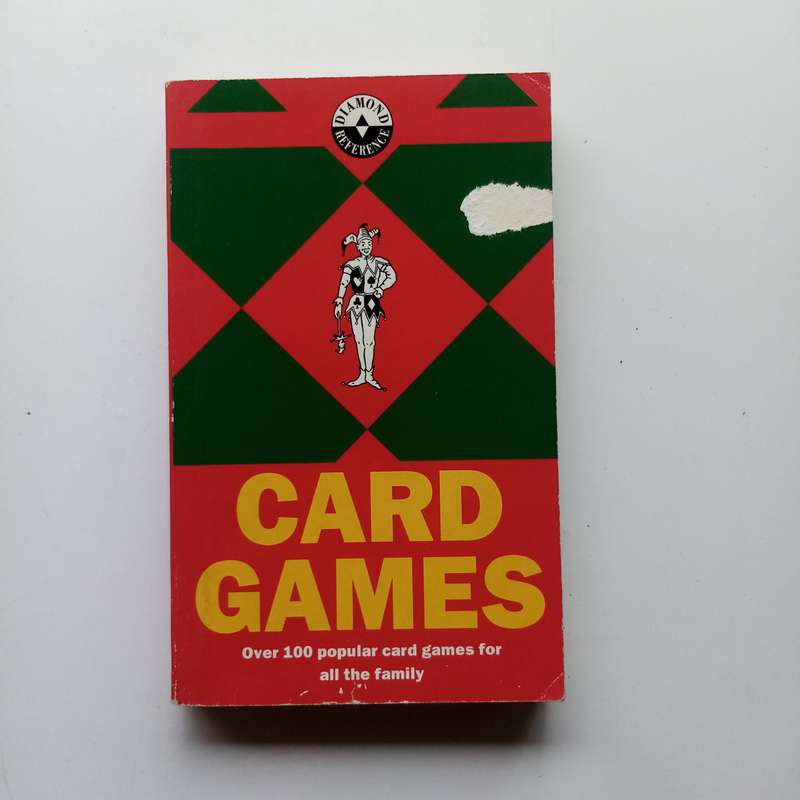 DIAMOND
REFERENCE
CARD
GAMES
Over 100 popular card games for
all the family